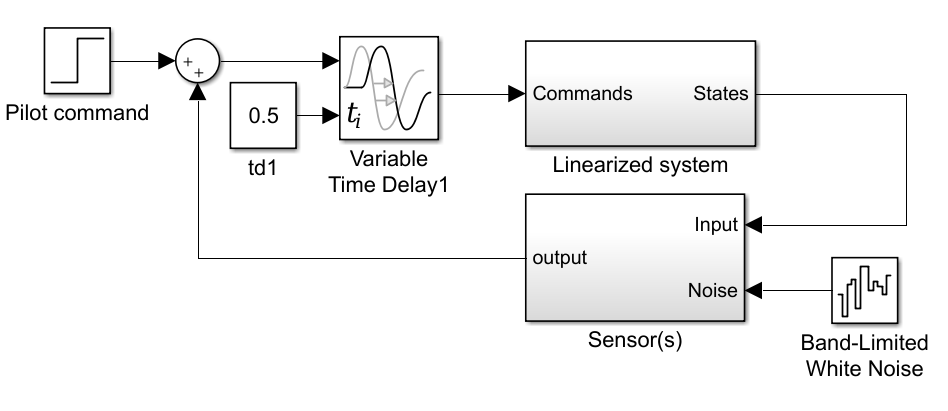 Pilot command
+
+
0.5
td1
ti
Variable
Time Delay1
Commands
States
Linearized system
Input
output
Noise
Sensor(s)
Band-Limited
White Noise